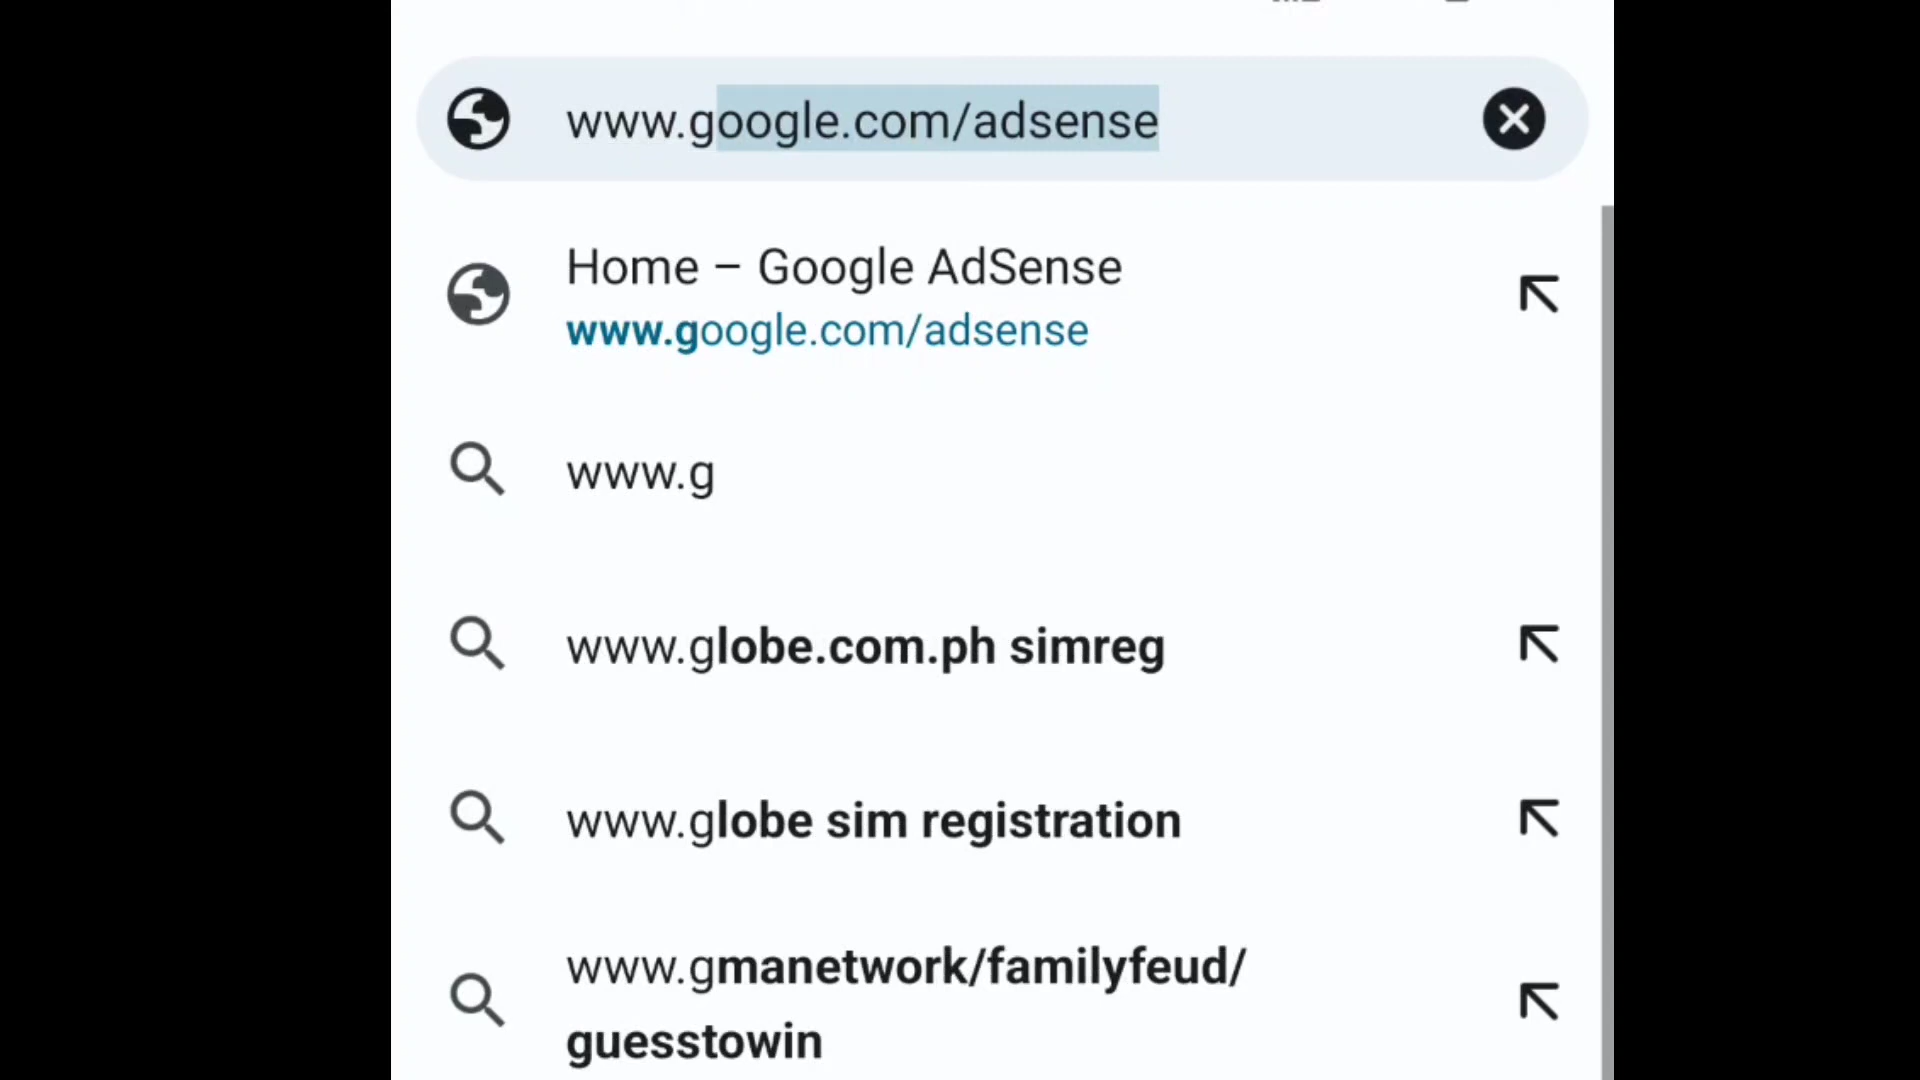 www.google.com/adsense
Home – Google AdSense
www.google.com/adsense
www.g
www.globe.com.ph simreg
www.globe sim registration
www.gmanetwork/familyfeud/
guesstowin